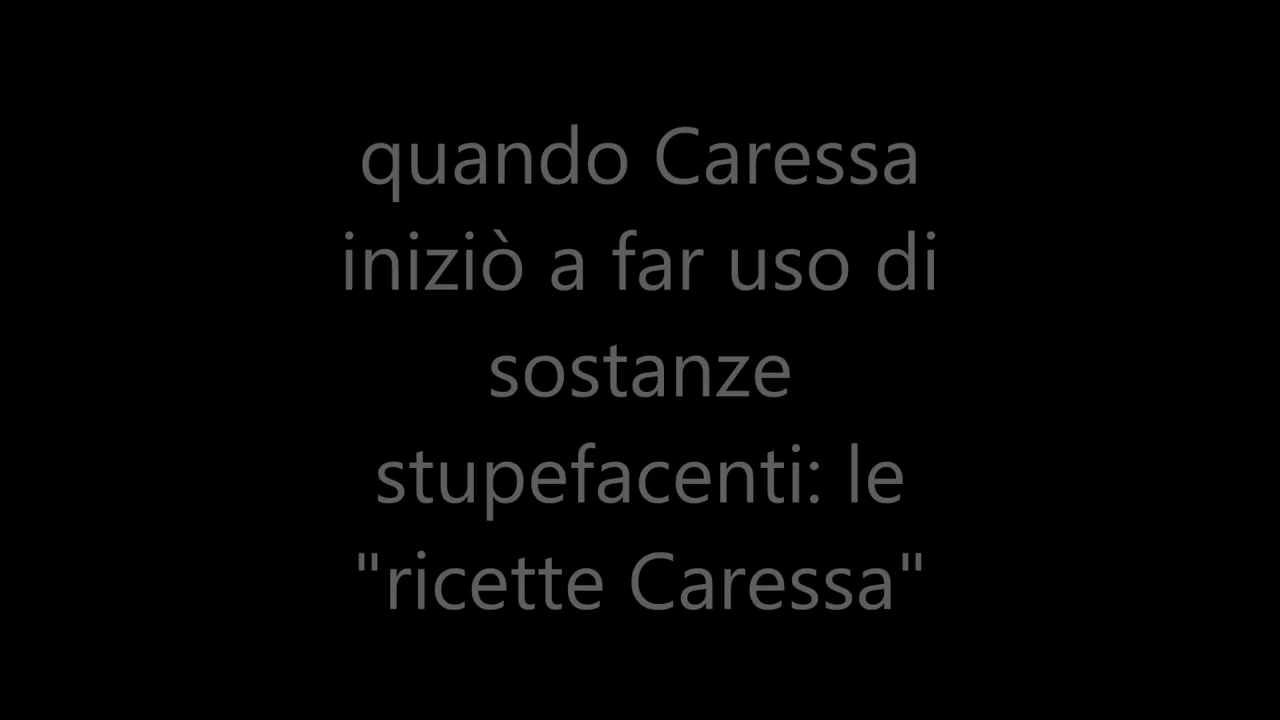 quando Caressa
iniziò a far uso di
sostanze
stupefacenti: le
"ricette Caressa"